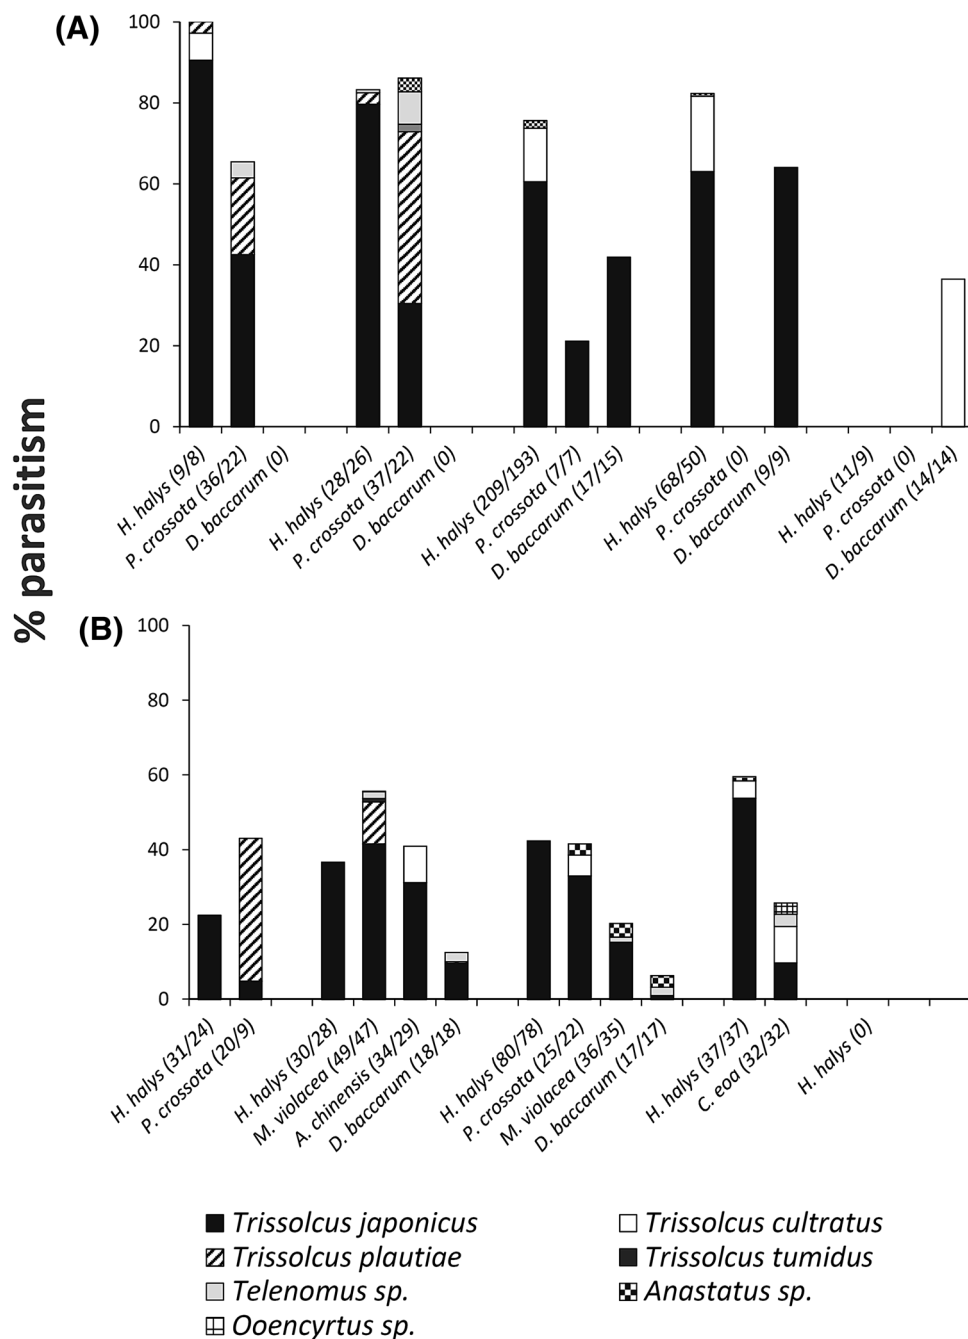 (A)
100
80
60
40
20
0
H. halys (9/8)
P. crossota (36/22)
D. baccarum (0)
H. halys (28/26)
P. crossota (37/22)
D. baccarum (0)
H. halys (209/193)
P. crossota (7/7)
D. baccarum (17/15)
H. halys (68/50)
P. crossota (0)
D. baccarum (9/9)
H. halys (11/9)
P. crossota (0)
D. baccarum (14/14)
% parasitism
(B)
100
80
60
40
20
0
H. halys (31/24)
P. crossota (20/9)
H. halys (30/28)
M. violacea (49/47)
A. chinensis (34/29)
D. baccarum (18/18)
H. halys (80/78)
P. crossota (25/22)
M. violacea (36/35)
D. baccarum (17/17)
H. halys (37/37)
C. eoa (32/32)
H. halys (0)
Trissolcus japonicus
Trissolcus cultratus
Trissolcus plautiae
Trissolcus tumidus
Telenomus sp.
Anastatus sp.
Ooencyrtus sp.